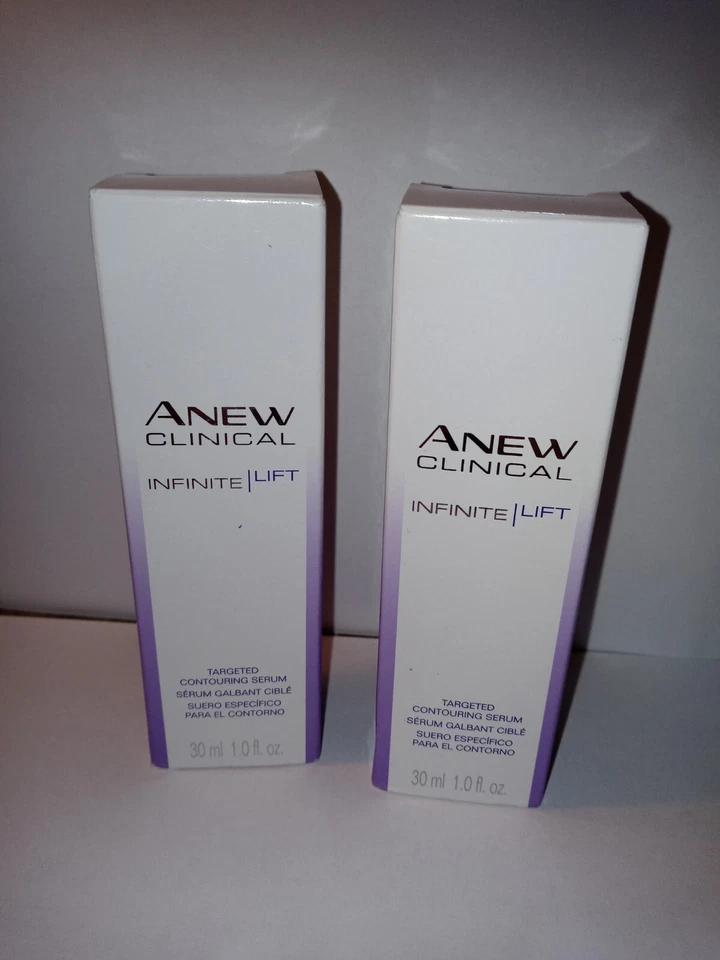 ANEW
CLINICAL
INFINITE | LIFT
TARGETED
CONTOURING SERUM
SÉRUM GALBANT CIBLÉ
SUERO ESPECÍFICO
PARA EL CONTORNO
30 ml 1.0 fl. oz.
ANEW
CLINICAL
INFINITE | LIFT
TARGETED
CONTOURING SERUM
SÉRUM GALBANT CIBLÉ
SUERO ESPECÍFICO
PARA EL CONTORNO
30 ml 1.0 fl. oz.